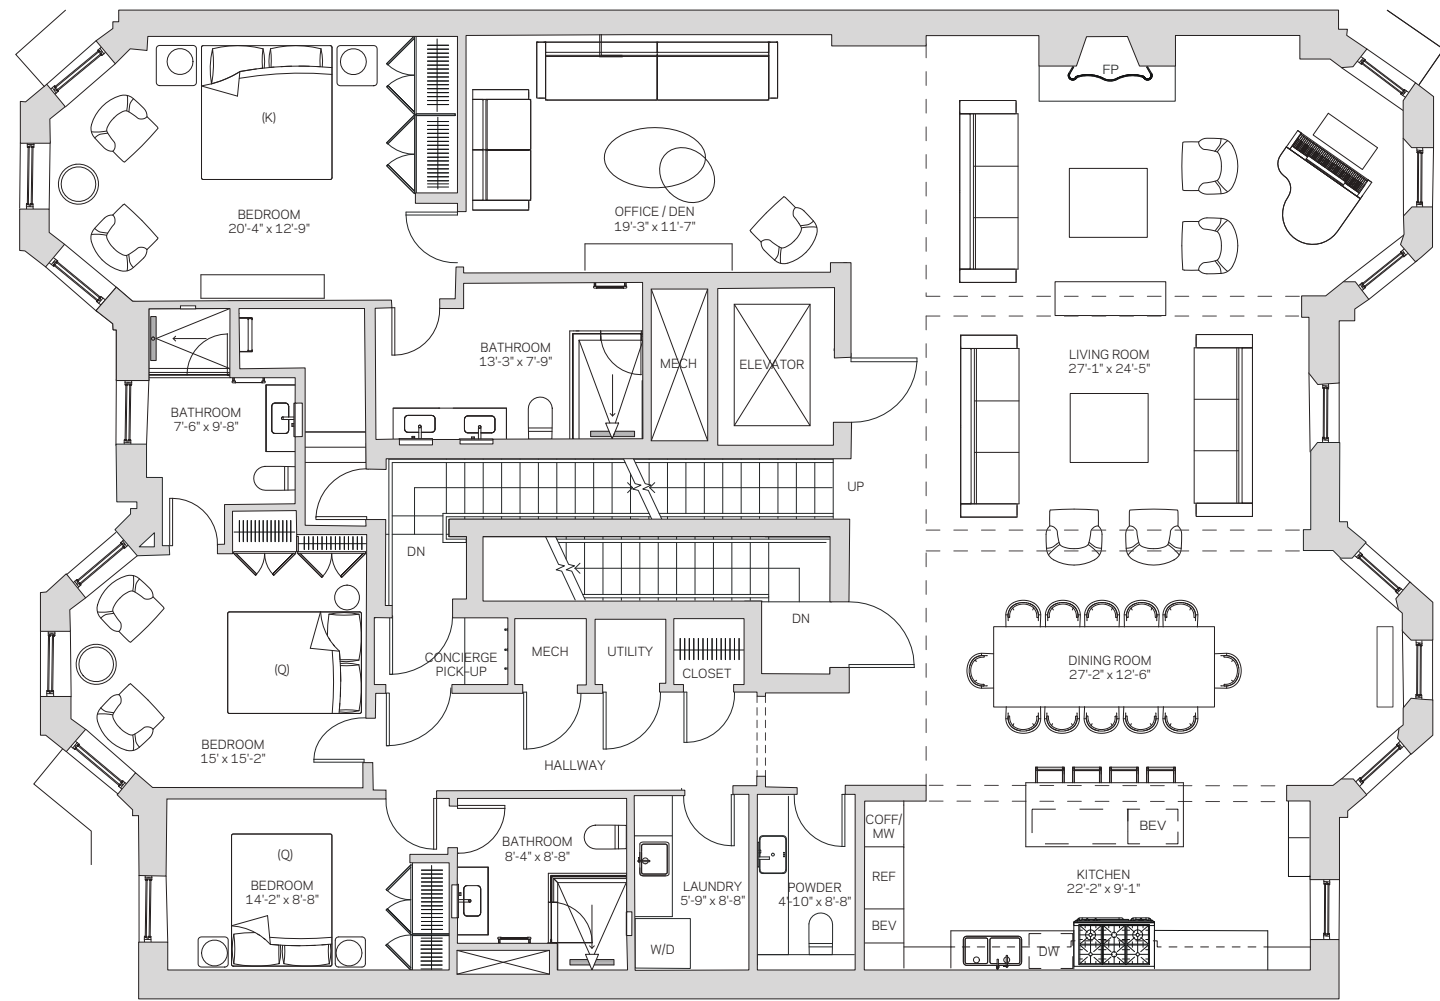 FP
(K)
BEDROOM
20'-4" x 12'-9"
OFFICE / DEN
19'-3" x 11'-7"
BATHROOM
13'-3" x 7'-9"
MECH
ELEVATOR
LIVING ROOM
27'-1" x 24'-5"
BATHROOM
7'-6" x 9'-8"
UP
DN
DN
CONCIERGE
PICK-UP
MECH
UTILITY
CLOSET
(Q)
DINING ROOM
27'-2" x 12'-6"
BEDROOM
15' x 15'-2"
HALLWAY
COFF/
MW
BEV
BATHROOM
8'-4" x 8'-8"
(Q)
BEDROOM
14'-2" x 8'-8"
LAUNDRY
5'-9" x 8'-8"
POWDER
4'-10" x 8'-8"
REF
KITCHEN
22'-2" x 9'-1"
BEV
W/D
DW